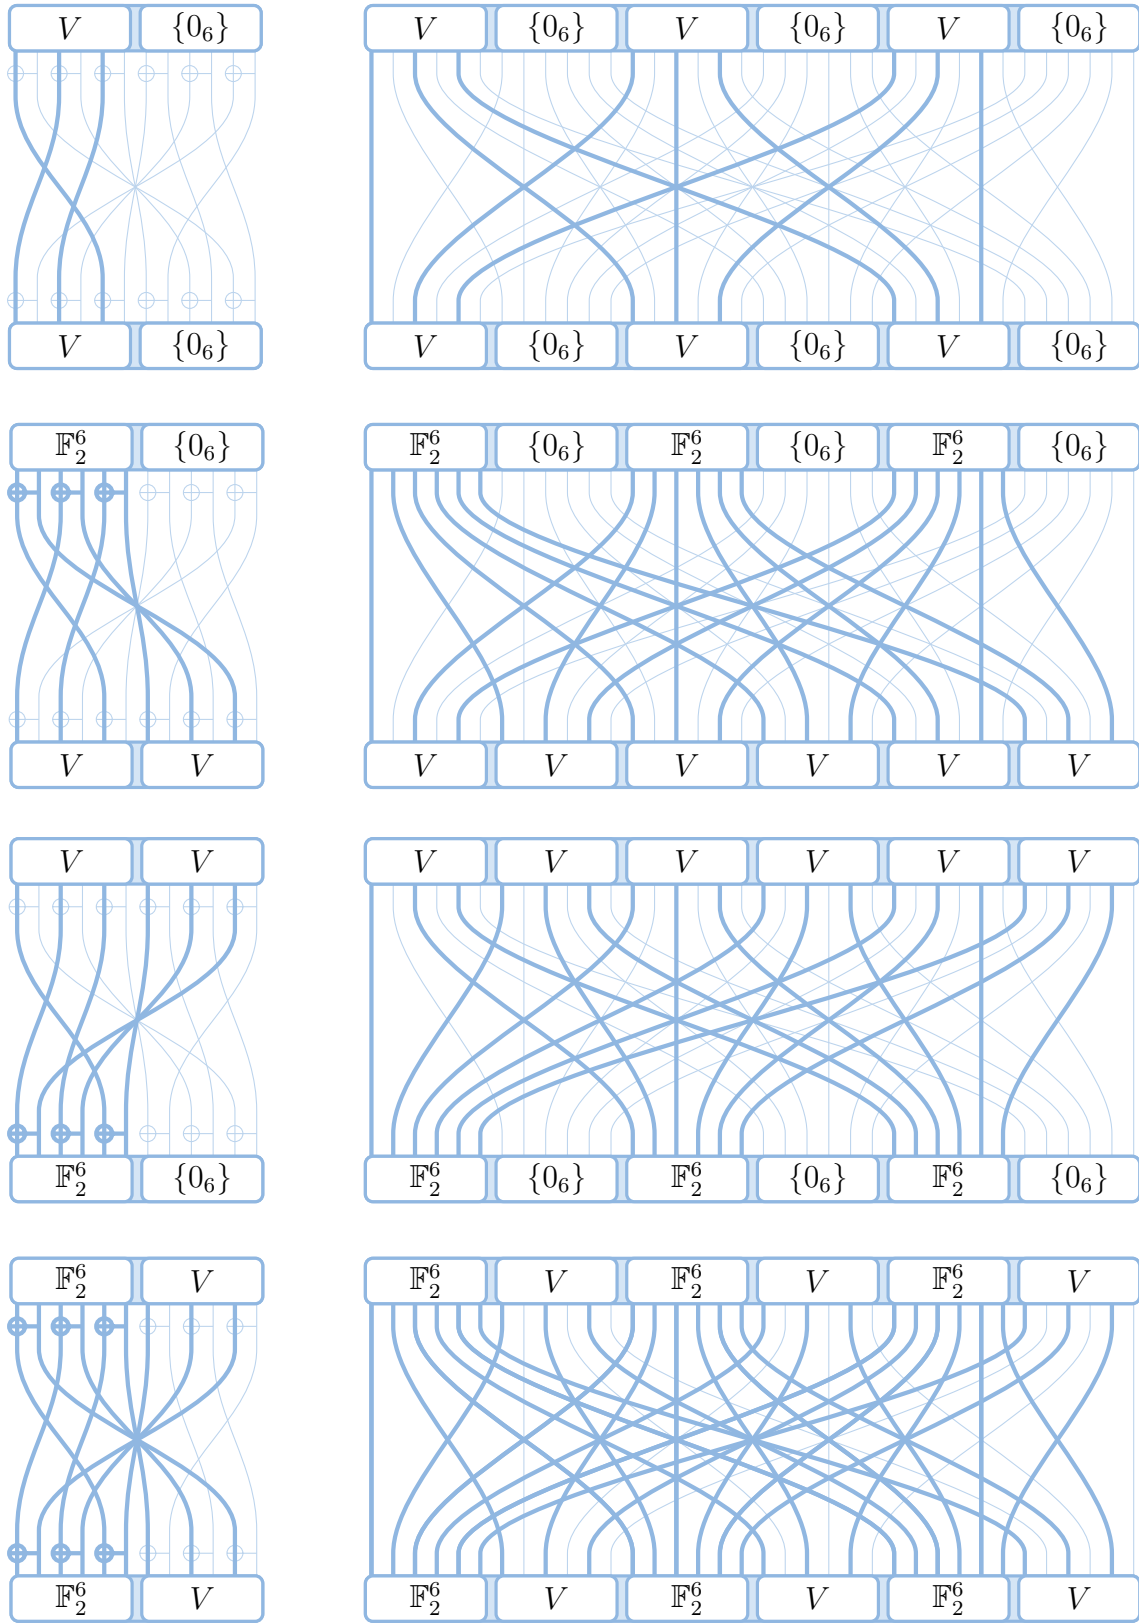 V {0₆} V {0₆} V {0₆} V {0₆}
V {0₆} V {0₆} V {0₆} V {0₆}
𝔽₂⁶ {0₆} 𝔽₂⁶ {0₆} 𝔽₂⁶ {0₆} 𝔽₂⁶ {0₆}
V V V V V V V V
V V V V V V V V
𝔽₂⁶ {0₆} 𝔽₂⁶ {0₆} 𝔽₂⁶ {0₆} 𝔽₂⁶ {0₆}
𝔽₂⁶ V 𝔽₂⁶ V 𝔽₂⁶ V 𝔽₂⁶ V
𝔽₂⁶ V 𝔽₂⁶ V 𝔽₂⁶ V 𝔽₂⁶ V